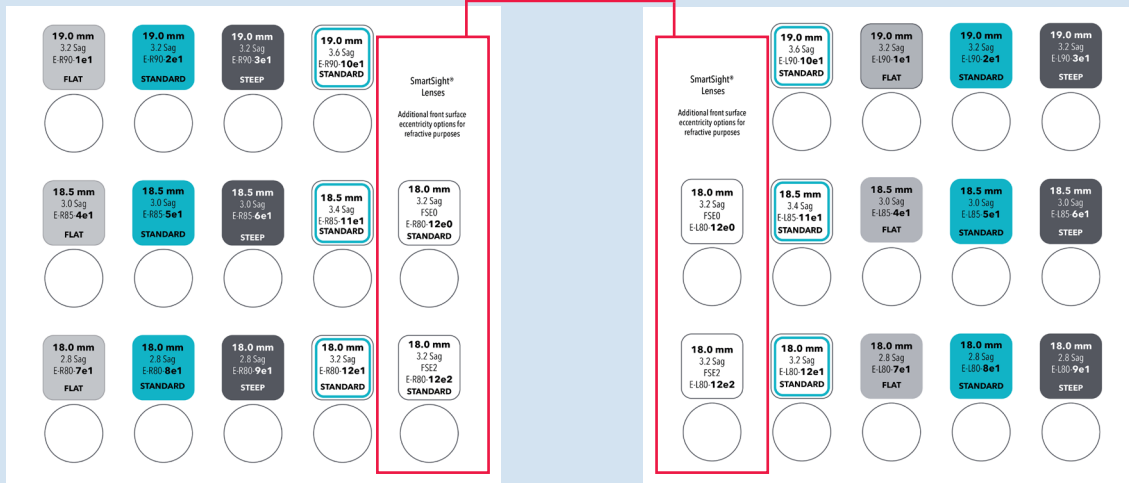 19.0 mm
3.2 Sag
E-R90-1e1
FLAT
19.0 mm
3.2 Sag
E-R90-2e1
STANDARD
19.0 mm
3.2 Sag
E-R90-3e1
STEEP
19.0 mm
3.6 Sag
E-R90-10e1
STANDARD
SmartSight®
Lenses
Additional front surface
eccentricity options for
refractive purposes
18.5 mm
3.0 Sag
E-R85-4e1
FLAT
18.5 mm
3.0 Sag
E-R85-5e1
STANDARD
18.5 mm
3.0 Sag
E-R85-6e1
STEEP
18.5 mm
3.4 Sag
E-R85-11e1
STANDARD
18.0 mm
3.2 Sag
FSE0
E-R80-12e0
STANDARD
18.0 mm
2.8 Sag
E-R80-7e1
FLAT
18.0 mm
2.8 Sag
E-R80-8e1
STANDARD
18.0 mm
2.8 Sag
E-R80-9e1
STEEP
18.0 mm
3.2 Sag
E-R80-12e1
STANDARD
18.0 mm
3.2 Sag
FSE2
E-R80-12e2
STANDARD
SmartSight®
Lenses
Additional front surface
eccentricity options for
refractive purposes
19.0 mm
3.6 Sag
E-L90-10e1
STANDARD
19.0 mm
3.2 Sag
E-L90-1e1
FLAT
19.0 mm
3.2 Sag
E-L90-2e1
STANDARD
19.0 mm
3.2 Sag
E-L90-3e1
STEEP
18.0 mm
3.2 Sag
FSE0
E-L80-12e0
18.5 mm
3.4 Sag
E-L85-11e1
STANDARD
18.5 mm
3.0 Sag
E-L85-4e1
FLAT
18.5 mm
3.0 Sag
E-L85-5e1
STANDARD
18.5 mm
3.0 Sag
E-L85-6e1
STEEP
18.0 mm
3.2 Sag
FSE2
E-L80-12e2
18.0 mm
3.2 Sag
E-L80-12e1
STANDARD
18.0 mm
2.8 Sag
E-L80-7e1
FLAT
18.0 mm
2.8 Sag
E-L80-8e1
STANDARD
18.0 mm
2.8 Sag
E-L80-9e1
STEEP